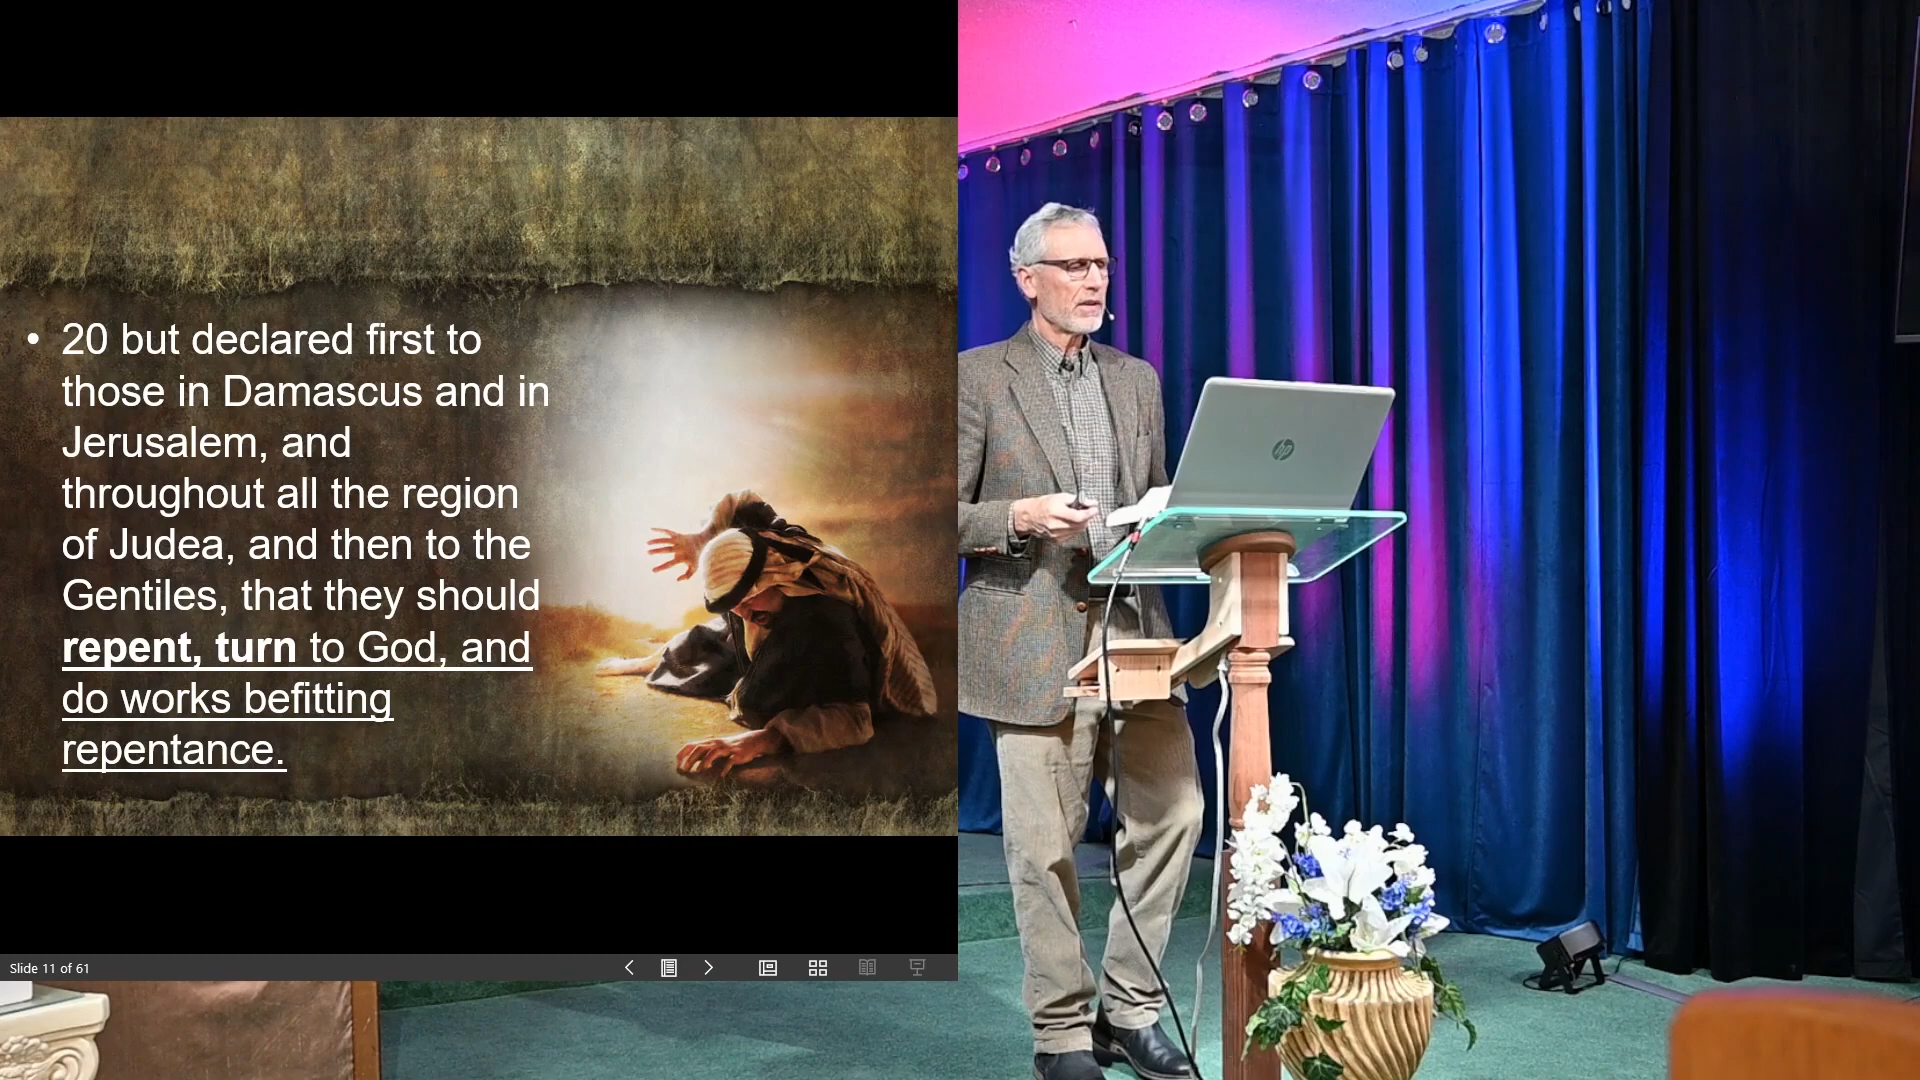 • 20 but declared first to
those in Damascus and in
Jerusalem, and
throughout all the region
of Judea, and then to the
Gentiles, that they should
repent, turn to God, and
do works befitting
repentance.
Slide 11 of 61
hp